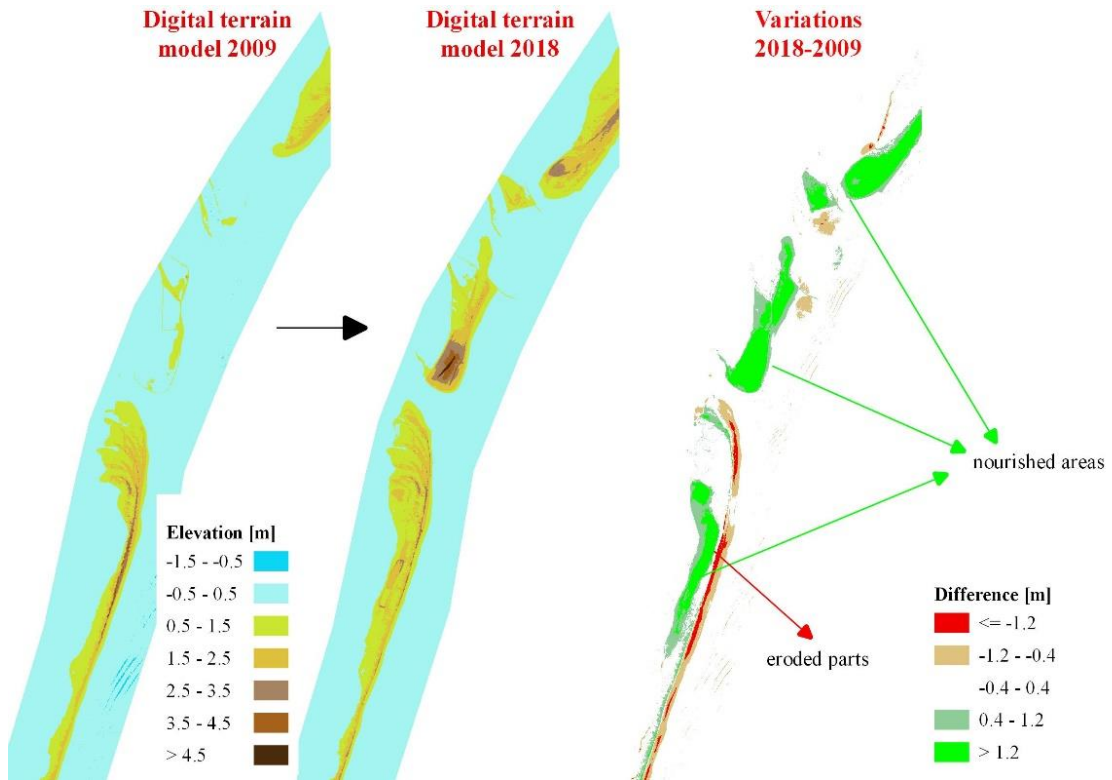 Digital terrain
model 2009
Digital terrain
model 2018
Variations
2018-2009
nourished areas
eroded parts
Elevation [m]
-1.5 - -0.5
-0.5 - 0.5
0.5 - 1.5
1.5 - 2.5
2.5 - 3.5
3.5 - 4.5
> 4.5
Difference [m]
<= -1.2
-1.2 - -0.4
-0.4 - 0.4
0.4 - 1.2
> 1.2